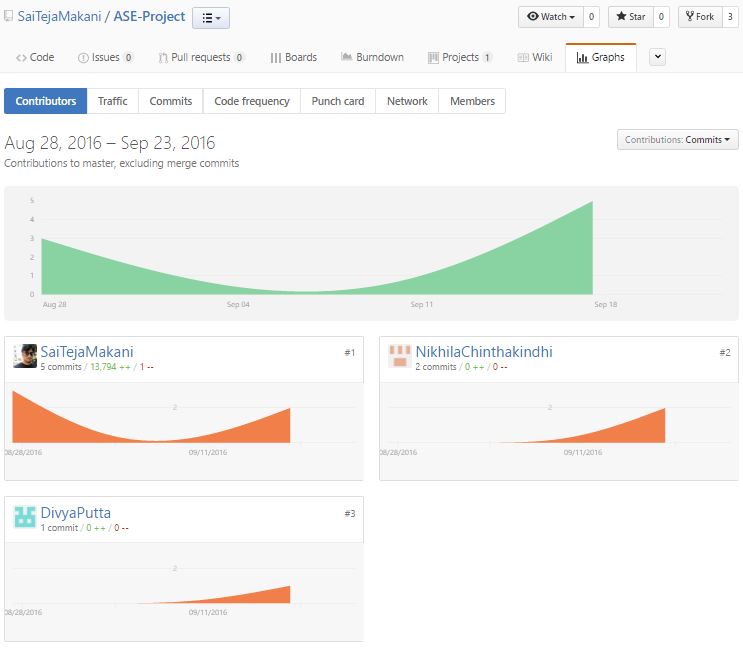 SaiTejaMakani / ASE-Project Watch 0 Star 0 Fork 3
Code Issues 0 Pull requests 0 Boards Burndown Projects 1 Wiki Graphs
Contributors Traffic Commits Code frequency Punch card Network Members
Aug 28, 2016 – Sep 23, 2016 Contributions: Commits
Contributions to master, excluding merge commits
5
4
3
2
1
0
Aug 28 Sep 04 Sep 11 Sep 18
SaiTejaMakani #1
5 commits / 13,794 ++ / 1 --
2
08/28/2016 09/11/2016
NikhilaChinthakindhi #2
2 commits / 0 ++ / 0 --
2
08/28/2016 09/11/2016
DivyaPutta #3
1 commit / 0 ++ / 0 --
2
08/28/2016 09/11/2016